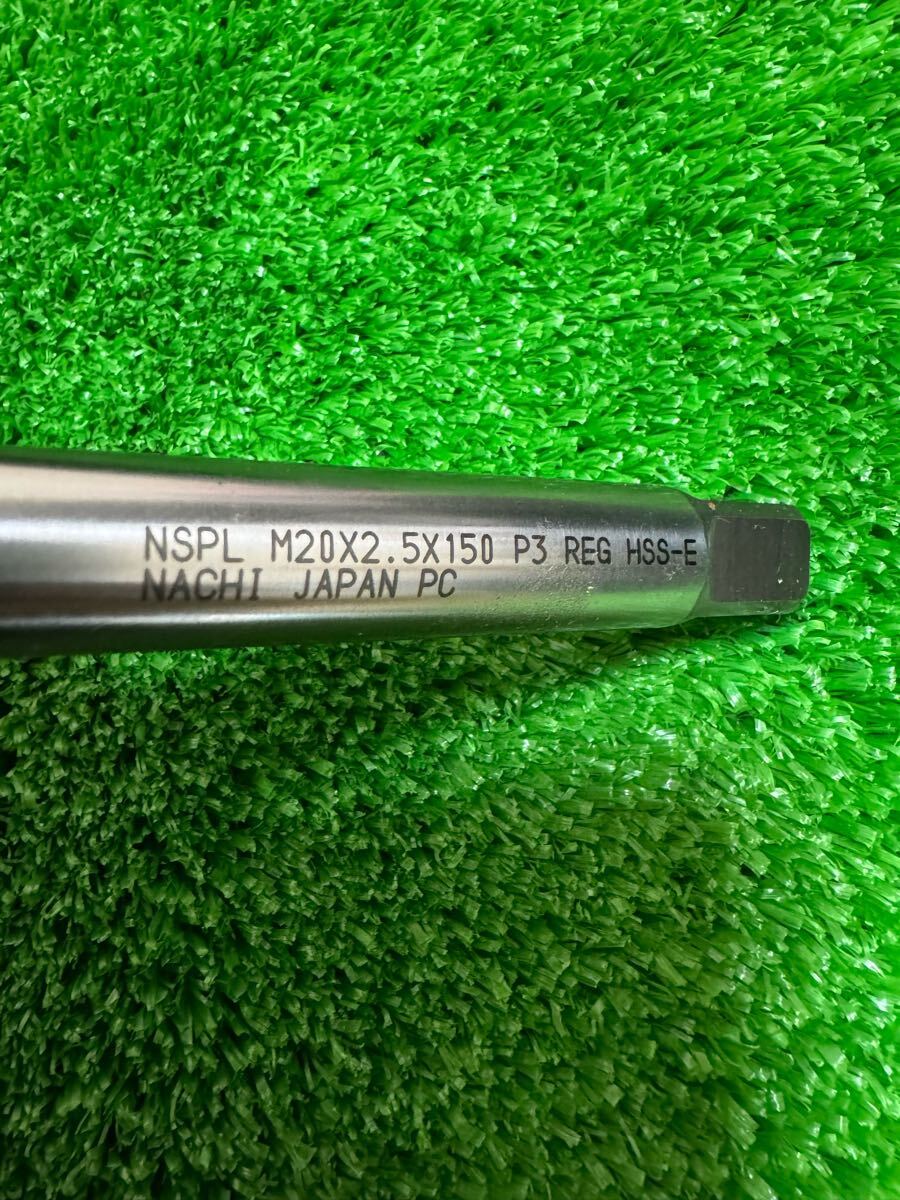 NSPL M20X2.5X150 P3 REG HSS-E
NACHI JAPAN PC